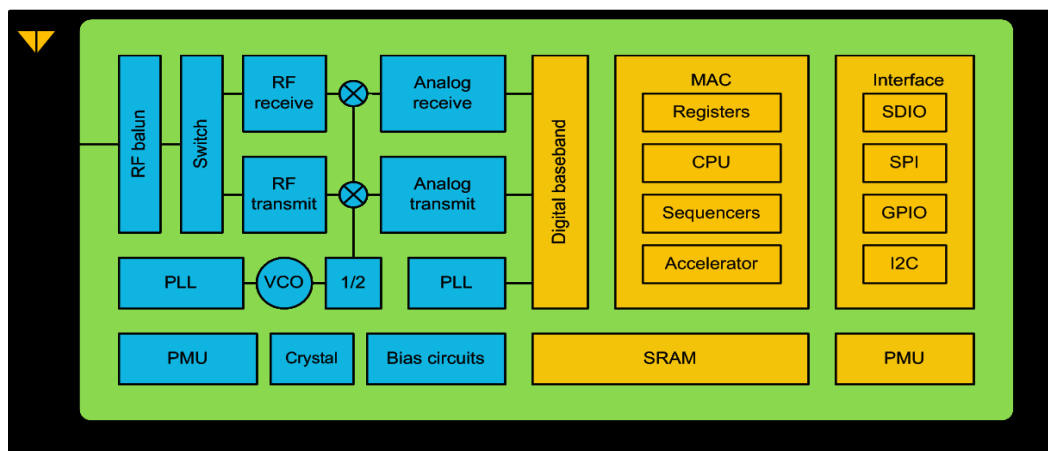 RF balun
Switch
RF
receive
Analog
receive
RF
transmit
Analog
transmit
PLL
VCO
1/2
PLL
Digital baseband
MAC
Registers
CPU
Sequencers
Accelerator
Interface
SDIO
SPI
GPIO
I2C
PMU
Crystal
Bias circuits
SRAM
PMU